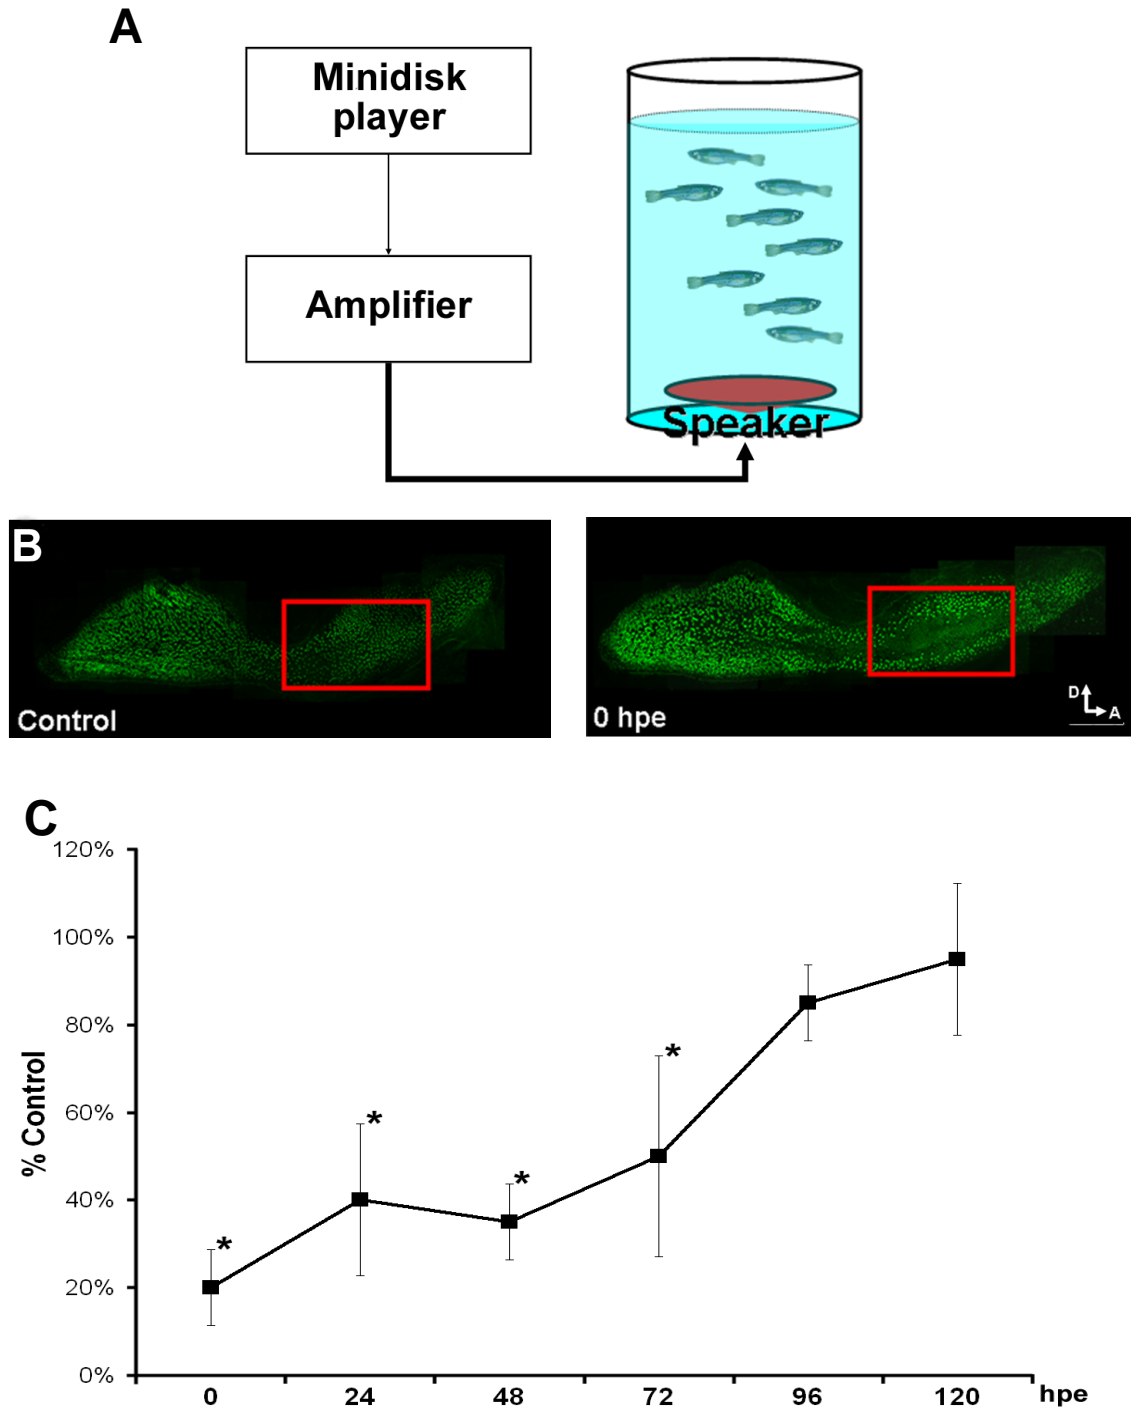 A
Minidisk
player
Amplifier
Speaker
B
Control
0 hpe
D
A
C
120%
100%
80%
60%
40%
20%
0%
% Control
*
*
*
*
0 24 48 72 96 120 hpe